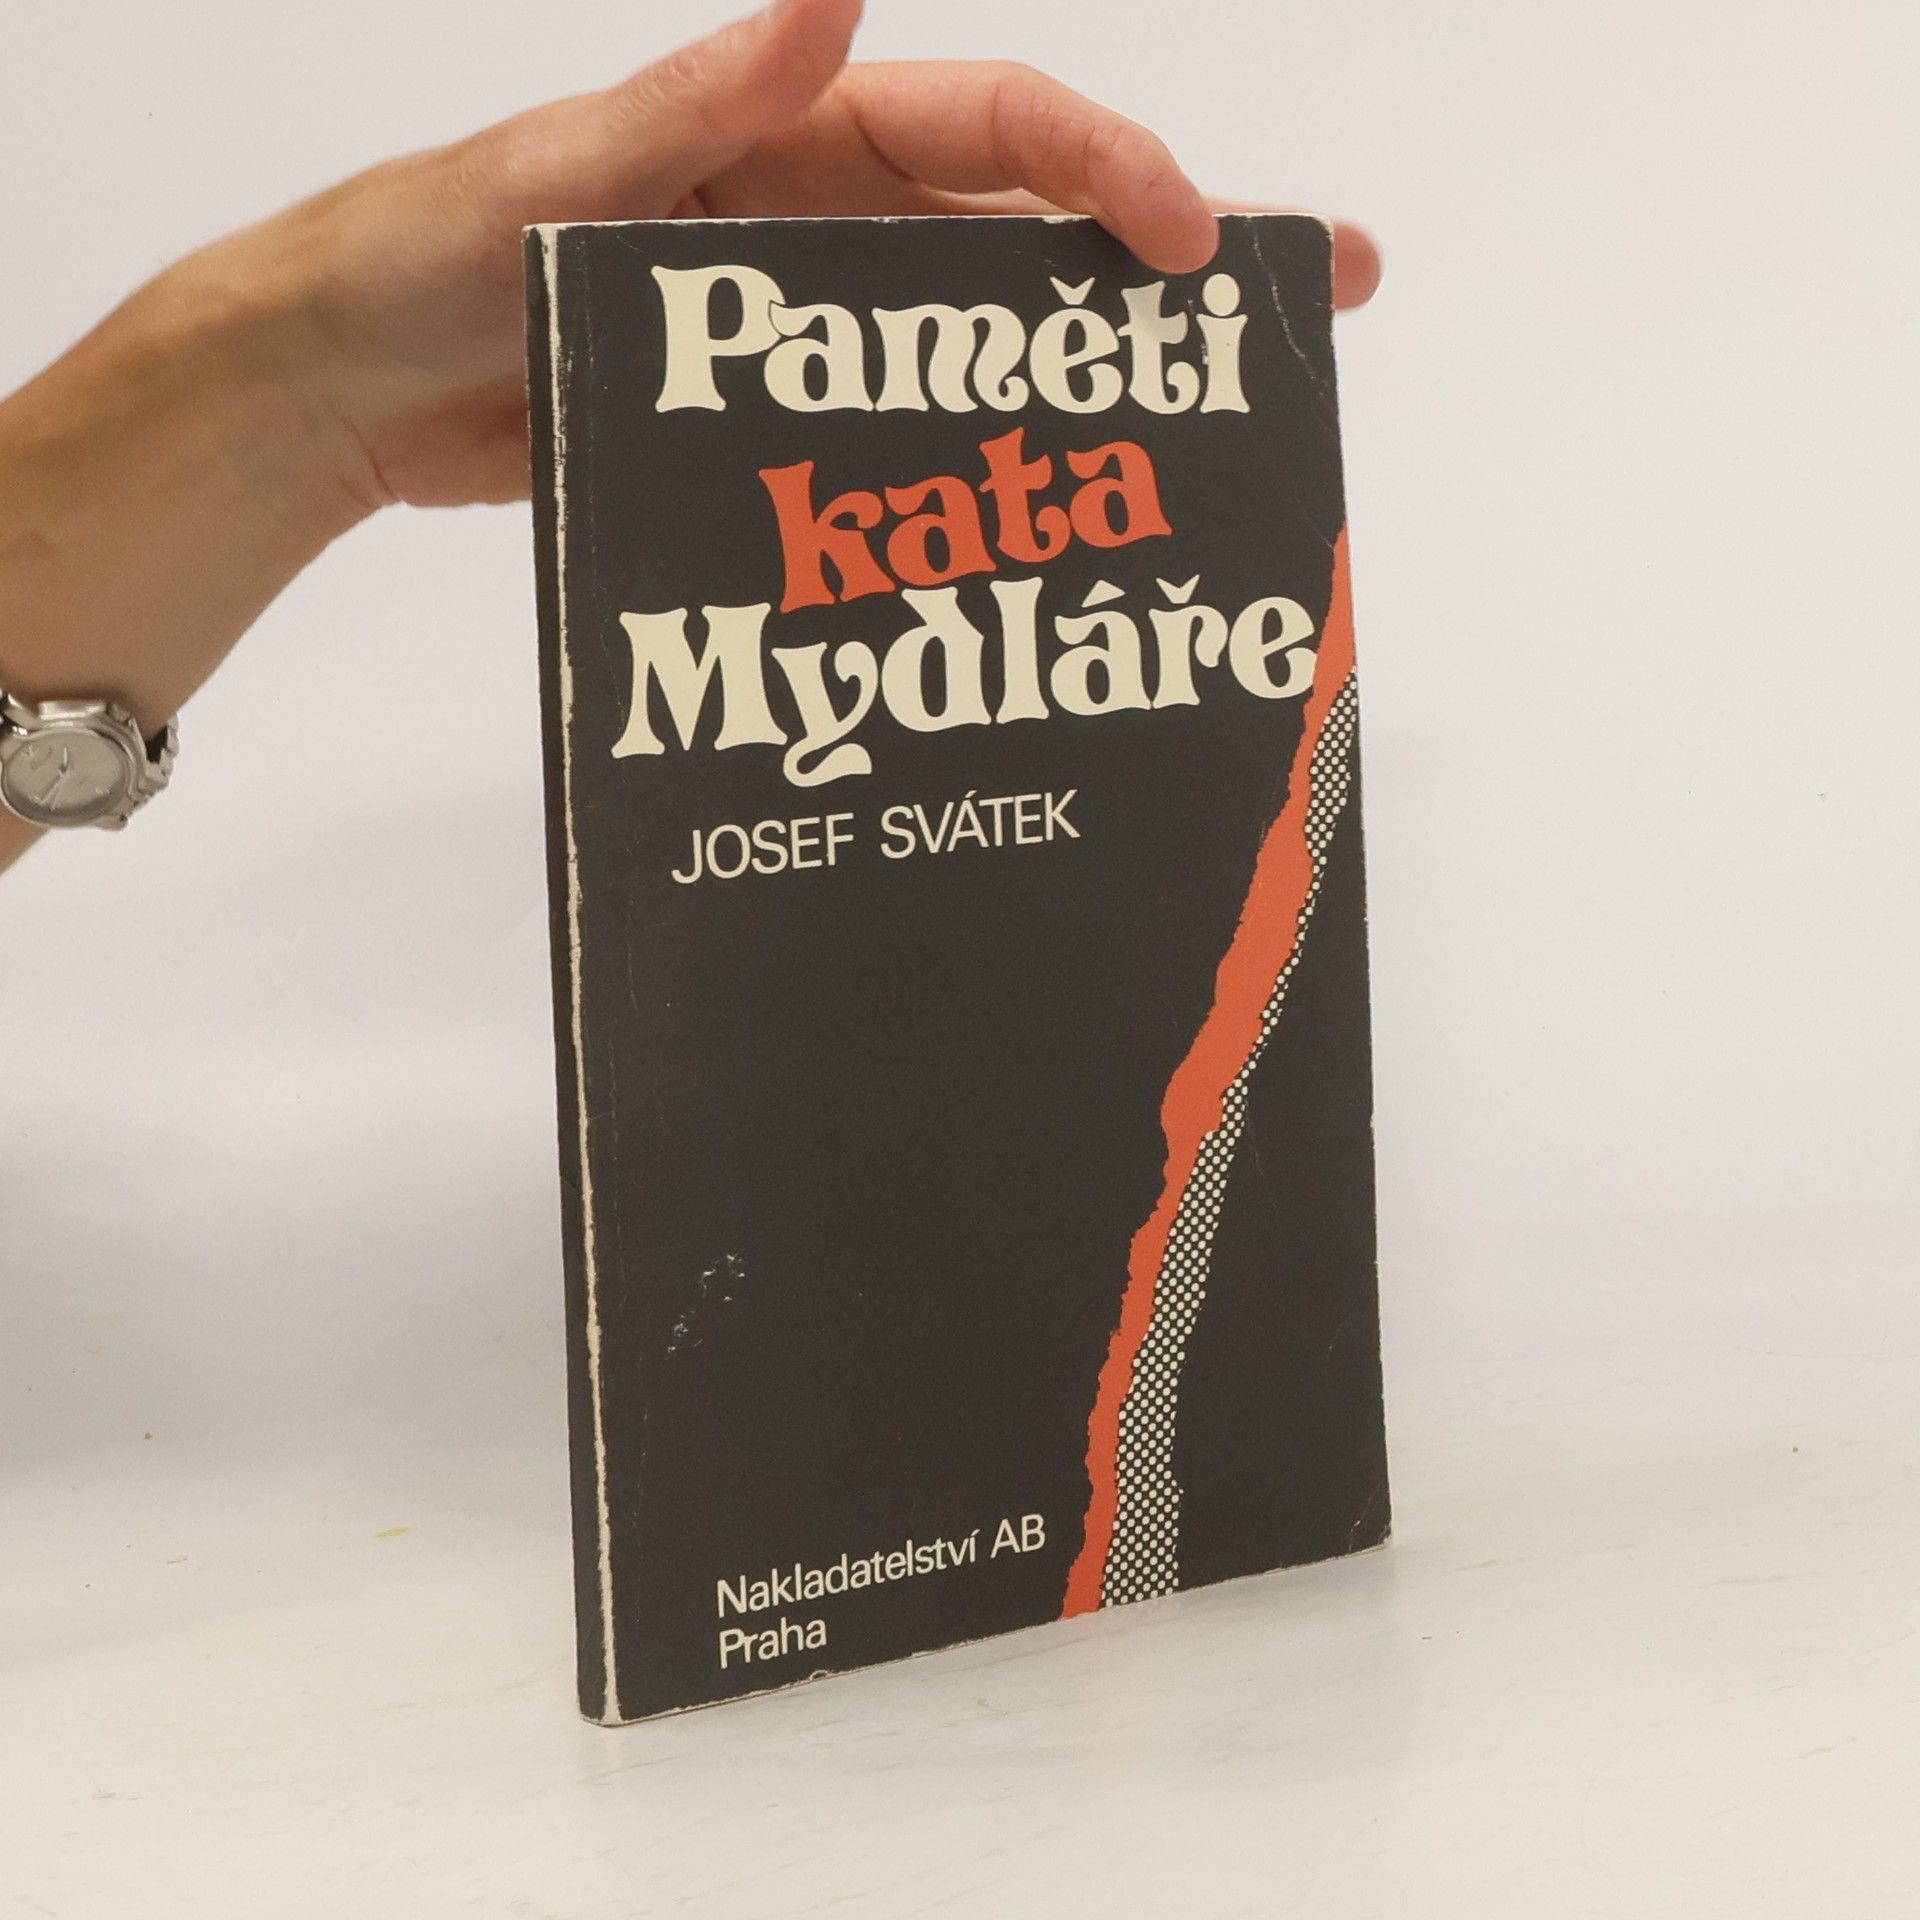 Paměti
kata
Mydláře
JOSEF SVÁTEK
Nakladatelství AB
Praha